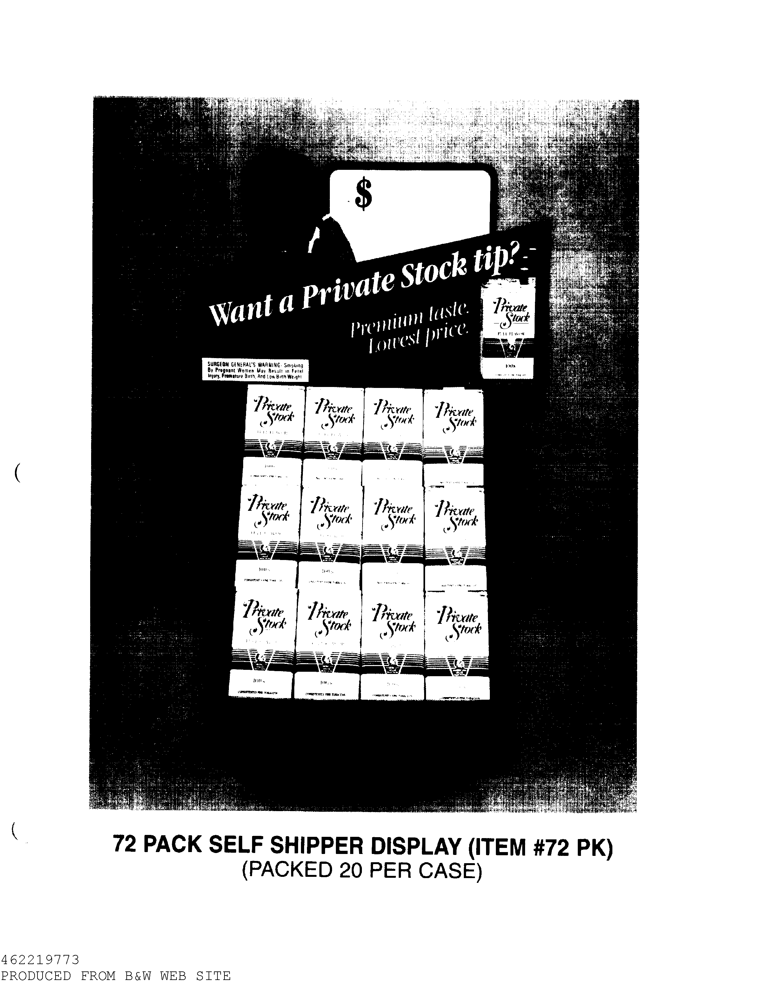 $
Want a Private Stock tip?
Premium taste.
Lowest price.
Private
Stock
SURGEON GENERAL'S WARNING: Smoking
By Pregnant Women May Result in Fetal
Injury, Premature Birth, And Low Birth Weight.
Private Private Private Private
Stock Stock Stock Stock
Private Private Private Private
Stock Stock Stock Stock
Private Private Private Private
Stock Stock Stock Stock
72 PACK SELF SHIPPER DISPLAY (ITEM #72 PK)
(PACKED 20 PER CASE)
462219773
PRODUCED FROM B&W WEB SITE